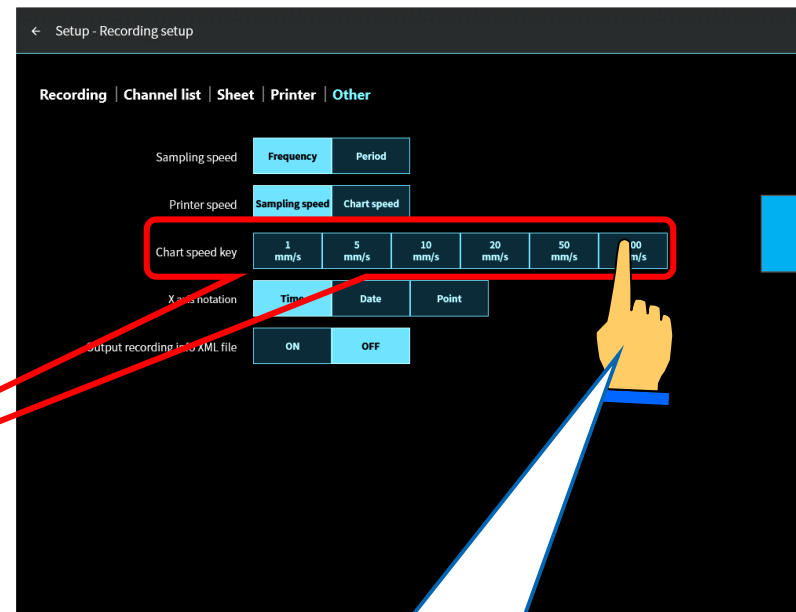 ← Setup - Recording setup
Recording | Channel list | Sheet | Printer | Other
Sampling speed Frequency Period
Printer speed Sampling speed Chart speed
Chart speed key 1 mm/s 5 mm/s 10 mm/s 20 mm/s 50 mm/s
X axis notation Time Date Point
Output recording info XML file ON OFF